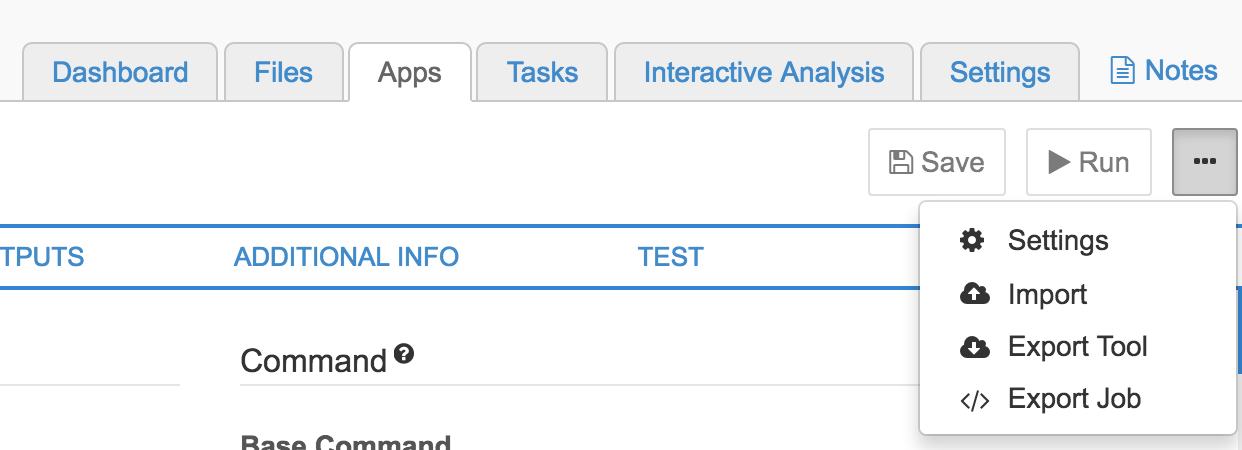 Dashboard Files Apps Tasks Interactive Analysis Settings Notes
Save Run
Settings
TPUTS ADDITIONAL INFO TEST
Import
Export Tool
Command
Export Job
Base Command